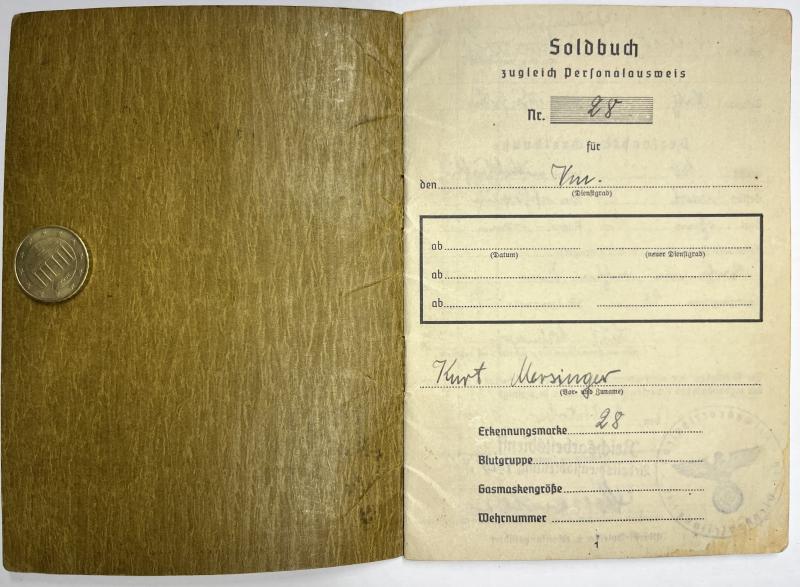 Soldbuch
zugleich Personalausweis
Nr. 28
für
den Vm.
(Dienstgrad)
ab
(Datum) (neuer Dienstgrad)
ab
ab
Kurt Mersinger
(Vor- und Zuname)
Erkennungsmarke 28
Blutgruppe
Gasmaskengröße
Wehrnummer
1